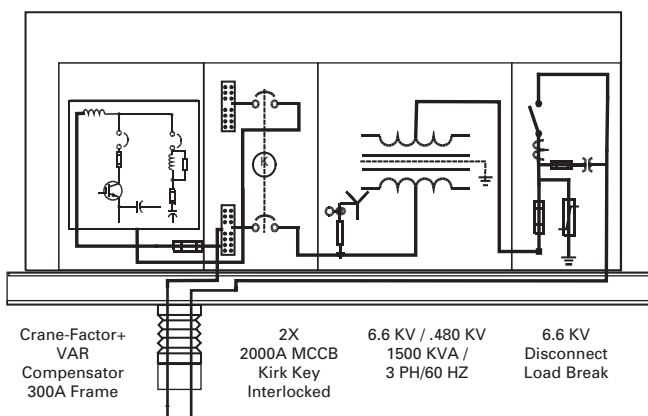 K
Crane-Factor+
VAR
Compensator
300A Frame
2X
2000A MCCB
Kirk Key
Interlocked
6.6 KV / .480 KV
1500 KVA /
3 PH/60 HZ
6.6 KV
Disconnect
Load Break